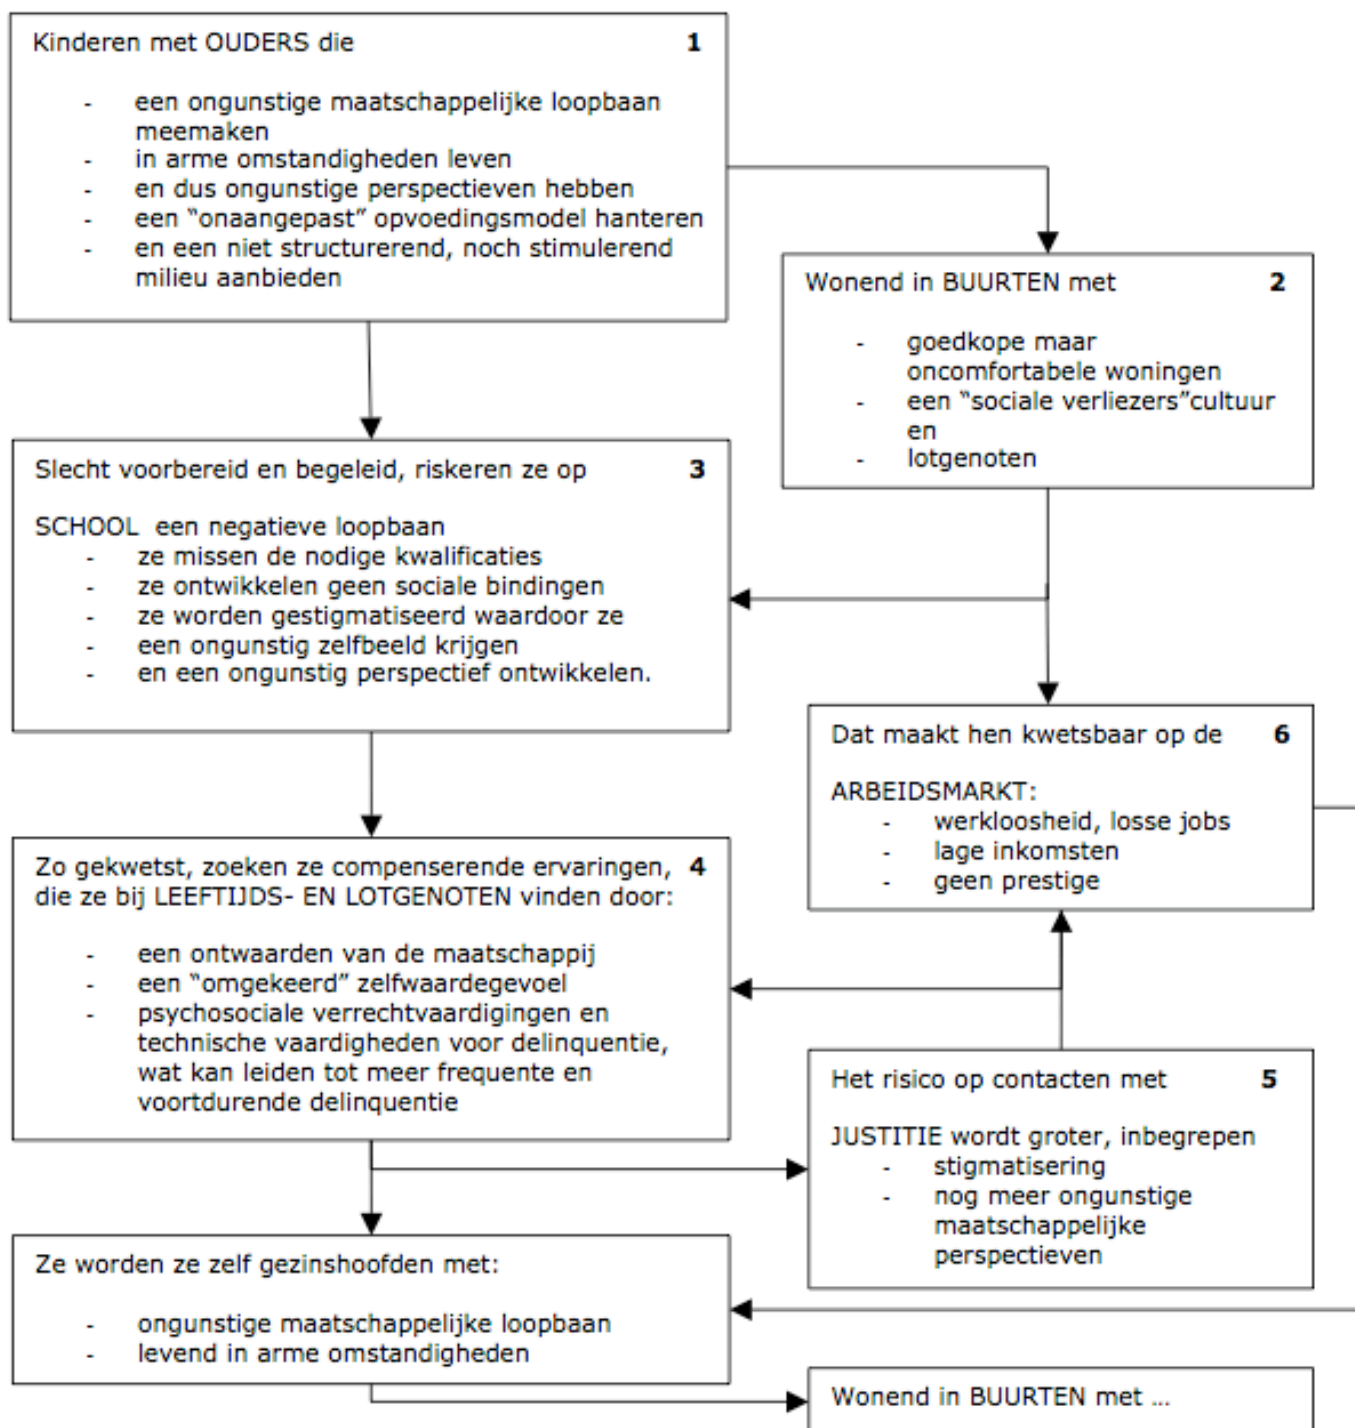 Kinderen met OUDERS die 1
- een ongunstige maatschappelijke loopbaan
meemaken
- in arme omstandigheden leven
- en dus ongunstige perspectieven hebben
- een “onaangepast” opvoedingsmodel hanteren
- en een niet structurerend, noch stimulerend
milieu aanbieden
Wonend in BUURTEN met 2
- goedkope maar
oncomfortabele woningen
- een “sociale verliezers”cultuur
en
- lotgenoten
Slecht voorbereid en begeleid, riskeren ze op 3
SCHOOL een negatieve loopbaan
- ze missen de nodige kwalificaties
- ze ontwikkelen geen sociale bindingen
- ze worden gestigmatiseerd waardoor ze
- een ongunstig zelfbeeld krijgen
- en een ongunstig perspectief ontwikkelen.
Dat maakt hen kwetsbaar op de 6
ARBEIDSMARKT:
- werkloosheid, losse jobs
- lage inkomsten
- geen prestige
Zo gekwetst, zoeken ze compenserende ervaringen, 4
die ze bij LEEFTIJDS- EN LOTGENOTEN vinden door:
- een ontwaarden van de maatschappij
- een “omgekeerd” zelfwaardegevoel
- psychosociale verrechtvaardigingen en
technische vaardigheden voor delinquentie,
wat kan leiden tot meer frequente en
voortdurende delinquentie
Het risico op contacten met 5
JUSTITIE wordt groter, inbegrepen
- stigmatisering
- nog meer ongunstige
maatschappelijke
perspectieven
Ze worden ze zelf gezinshoofden met:
- ongunstige maatschappelijke loopbaan
- levend in arme omstandigheden
Wonend in BUURTEN met ...